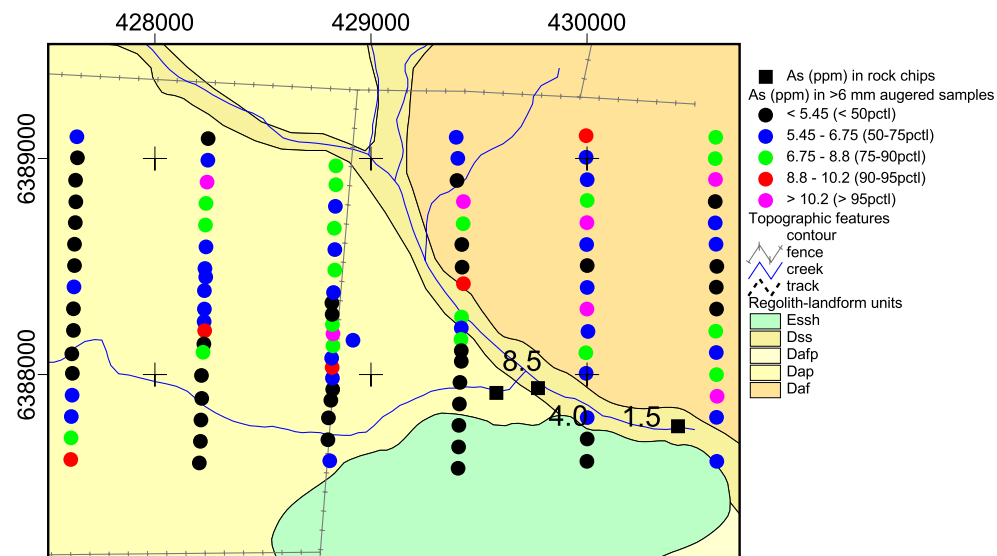 428000 429000 430000
6389000
6388000
8.5
4.0 1.5
As (ppm) in rock chips
As (ppm) in >6 mm augered samples
< 5.45 (< 50pctl)
5.45 - 6.75 (50-75pctl)
6.75 - 8.8 (75-90pctl)
8.8 - 10.2 (90-95pctl)
> 10.2 (> 95pctl)
Topographic features
contour
fence
creek
track
Regolith-landform units
Essh
Dss
Dafp
Dap
Daf